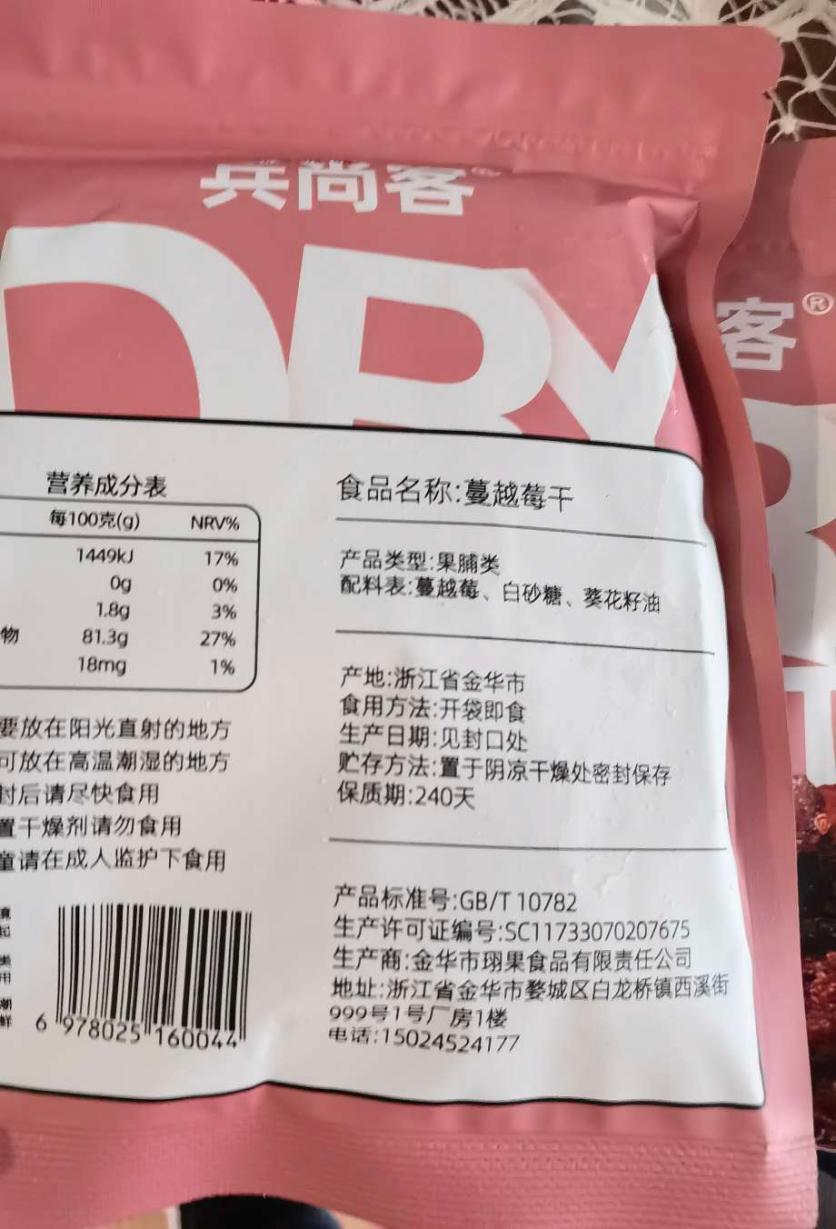 兵尚客
DRY
客®
营养成分表
每100克(g) NRV%
1449kJ 17%
0g 0%
1.8g 3%
物 81.3g 27%
18mg 1%
要放在阳光直射的地方
可放在高温潮湿的地方
封后请尽快食用
置干燥剂请勿食用
童请在成人监护下食用
6 978025 160044
食品名称:蔓越莓干
产品类型:果脯类
配料表:蔓越莓、白砂糖、葵花籽油
产地:浙江省金华市
食用方法:开袋即食
生产日期:见封口处
贮存方法:置于阴凉干燥处密封保存
保质期:240天
产品标准号:GB/T 10782
生产许可证编号:SC11733070207675
生产商:金华市珝果食品有限责任公司
地址:浙江省金华市婺城区白龙桥镇西溪街
999号1号厂房1楼
电话:15024524177